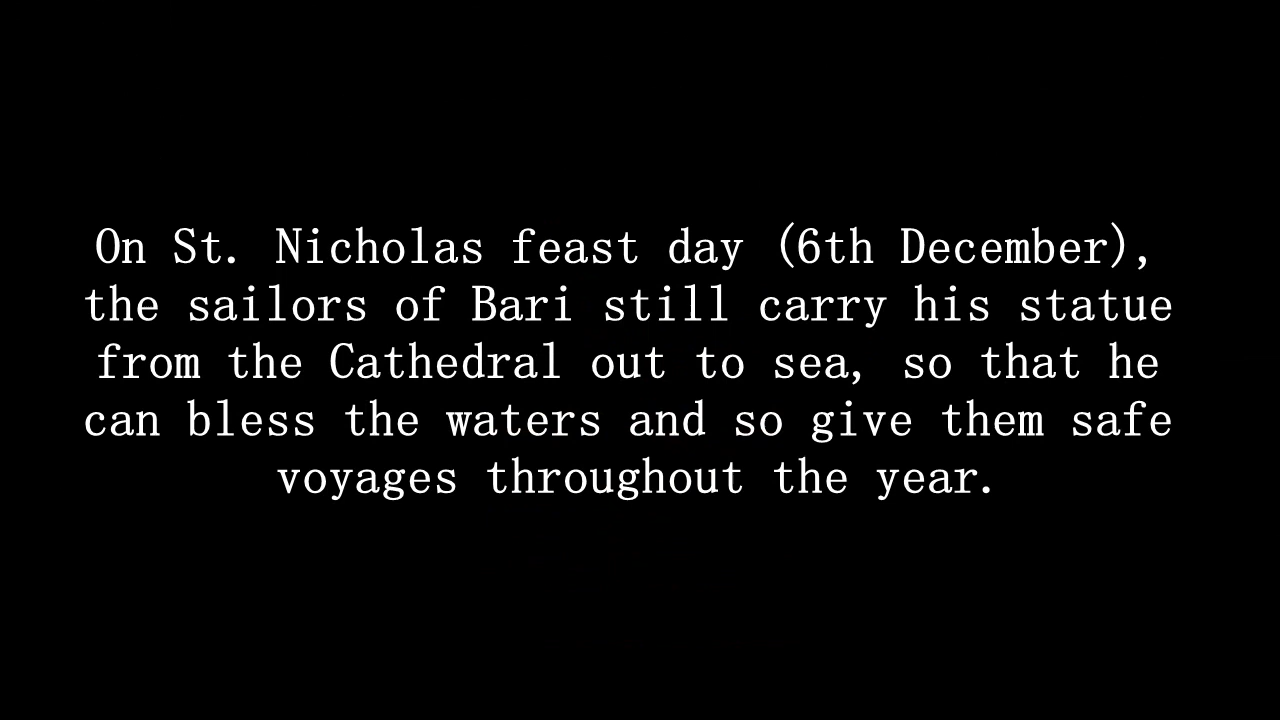 On St. Nicholas feast day (6th December),
the sailors of Bari still carry his statue
from the Cathedral out to sea, so that he
can bless the waters and so give them safe
voyages throughout the year.